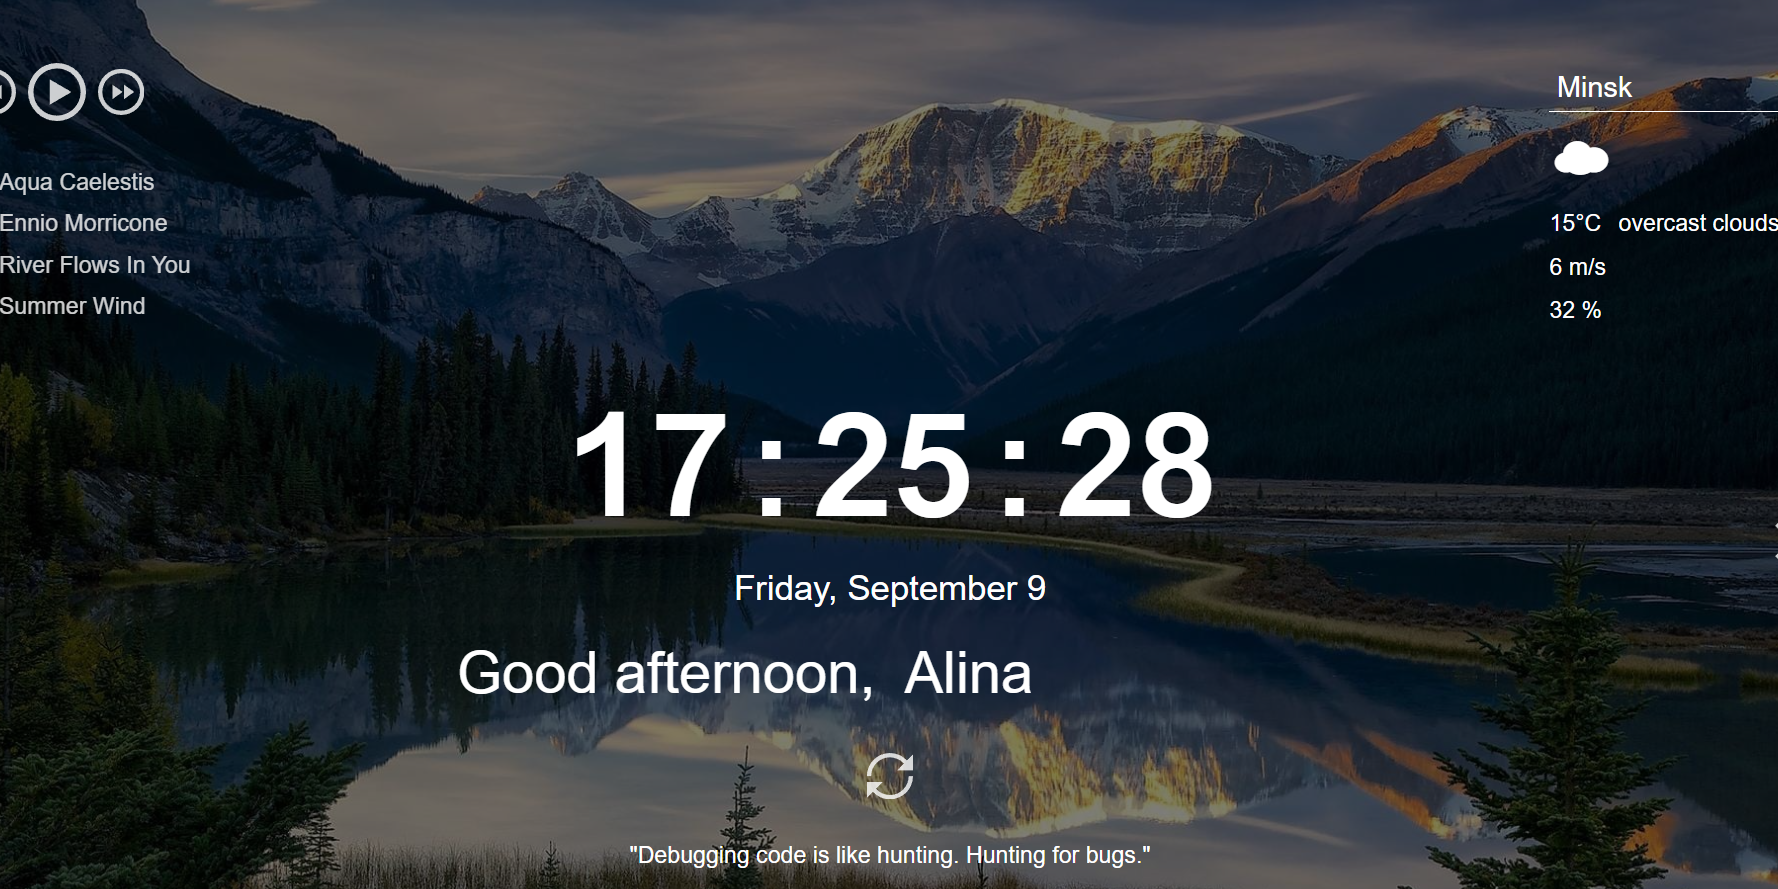 Aqua Caelestis
Ennio Morricone
River Flows In You
Summer Wind
Minsk
15°C overcast clouds
6 m/s
32 %
17:25:28
Friday, September 9
Good afternoon, Alina
"Debugging code is like hunting. Hunting for bugs."